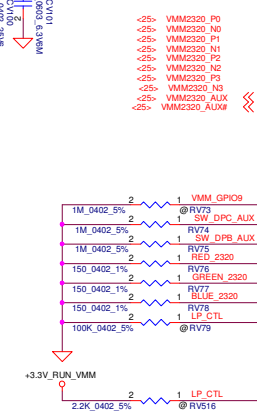 CV101
2
0603_6.3V6M
CV100
<25> VMM2320_P0
<25> VMM2320_N0
<25> VMM2320_P1
<25> VMM2320_N1
<25> VMM2320_P2
<25> VMM2320_N2
<25> VMM2320_P3
<25> VMM2320_N3
<25> VMM2320_AUX
<25> VMM2320_AUX#
2 1 VMM_GPIO9
1M_0402_5% @RV73
2 1 SW_DPC_AUX
1M_0402_5% RV74
2 1 SW_DPB_AUX
1M_0402_5% RV75
2 1 RED_2320
150_0402_1% RV76
2 1 GREEN_2320
150_0402_1% RV77
2 1 BLUE_2320
150_0402_1% RV78
2 1 LP_CTL
100K_0402_5% @RV79
+3.3V_RUN_VMM
2 1 LP_CTL
2.2K_0402_5% @RV516